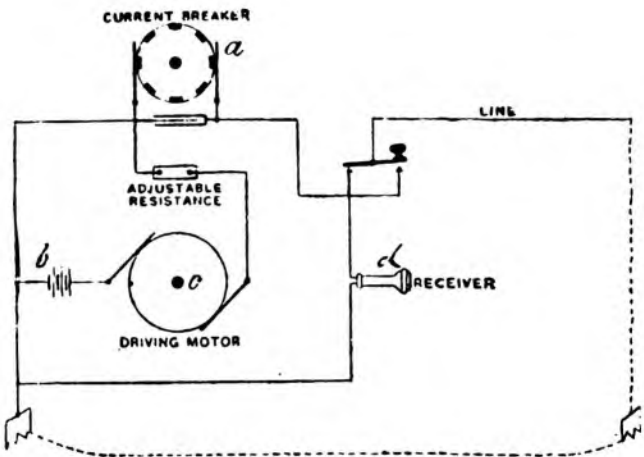 CURRENT BREAKER
a
LINE
ADJUSTABLE
RESISTANCE
b
c
d
RECEIVER
DRIVING MOTOR